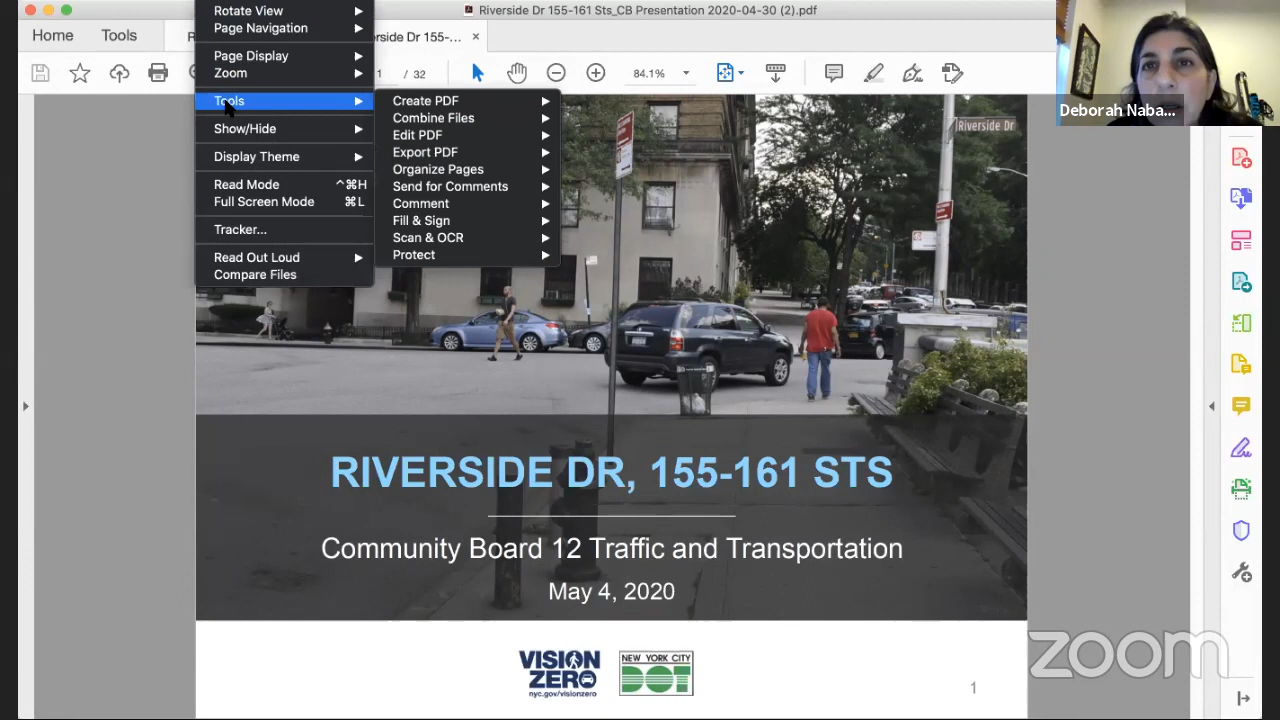 Riverside Dr 155-161 Sts_CB Presentation 2020-04-30 (2).pdf
Home
Tools
erside Dr 155-...
1
/ 32
84.1%
Rotate View
Page Navigation
Page Display
Zoom
Tools
Show/Hide
Display Theme
Read Mode ^⌘H
Full Screen Mode ⌘L
Tracker...
Read Out Loud
Compare Files
Create PDF
Combine Files
Edit PDF
Export PDF
Organize Pages
Send for Comments
Comment
Fill & Sign
Scan & OCR
Protect
Deborah Naba...
Riverside Dr
RIVERSIDE DR, 155-161 STS
Community Board 12 Traffic and Transportation
May 4, 2020
VISION
ZERO
nyc.gov/visionzero
NEW YORK CITY
DOT
1
zoom